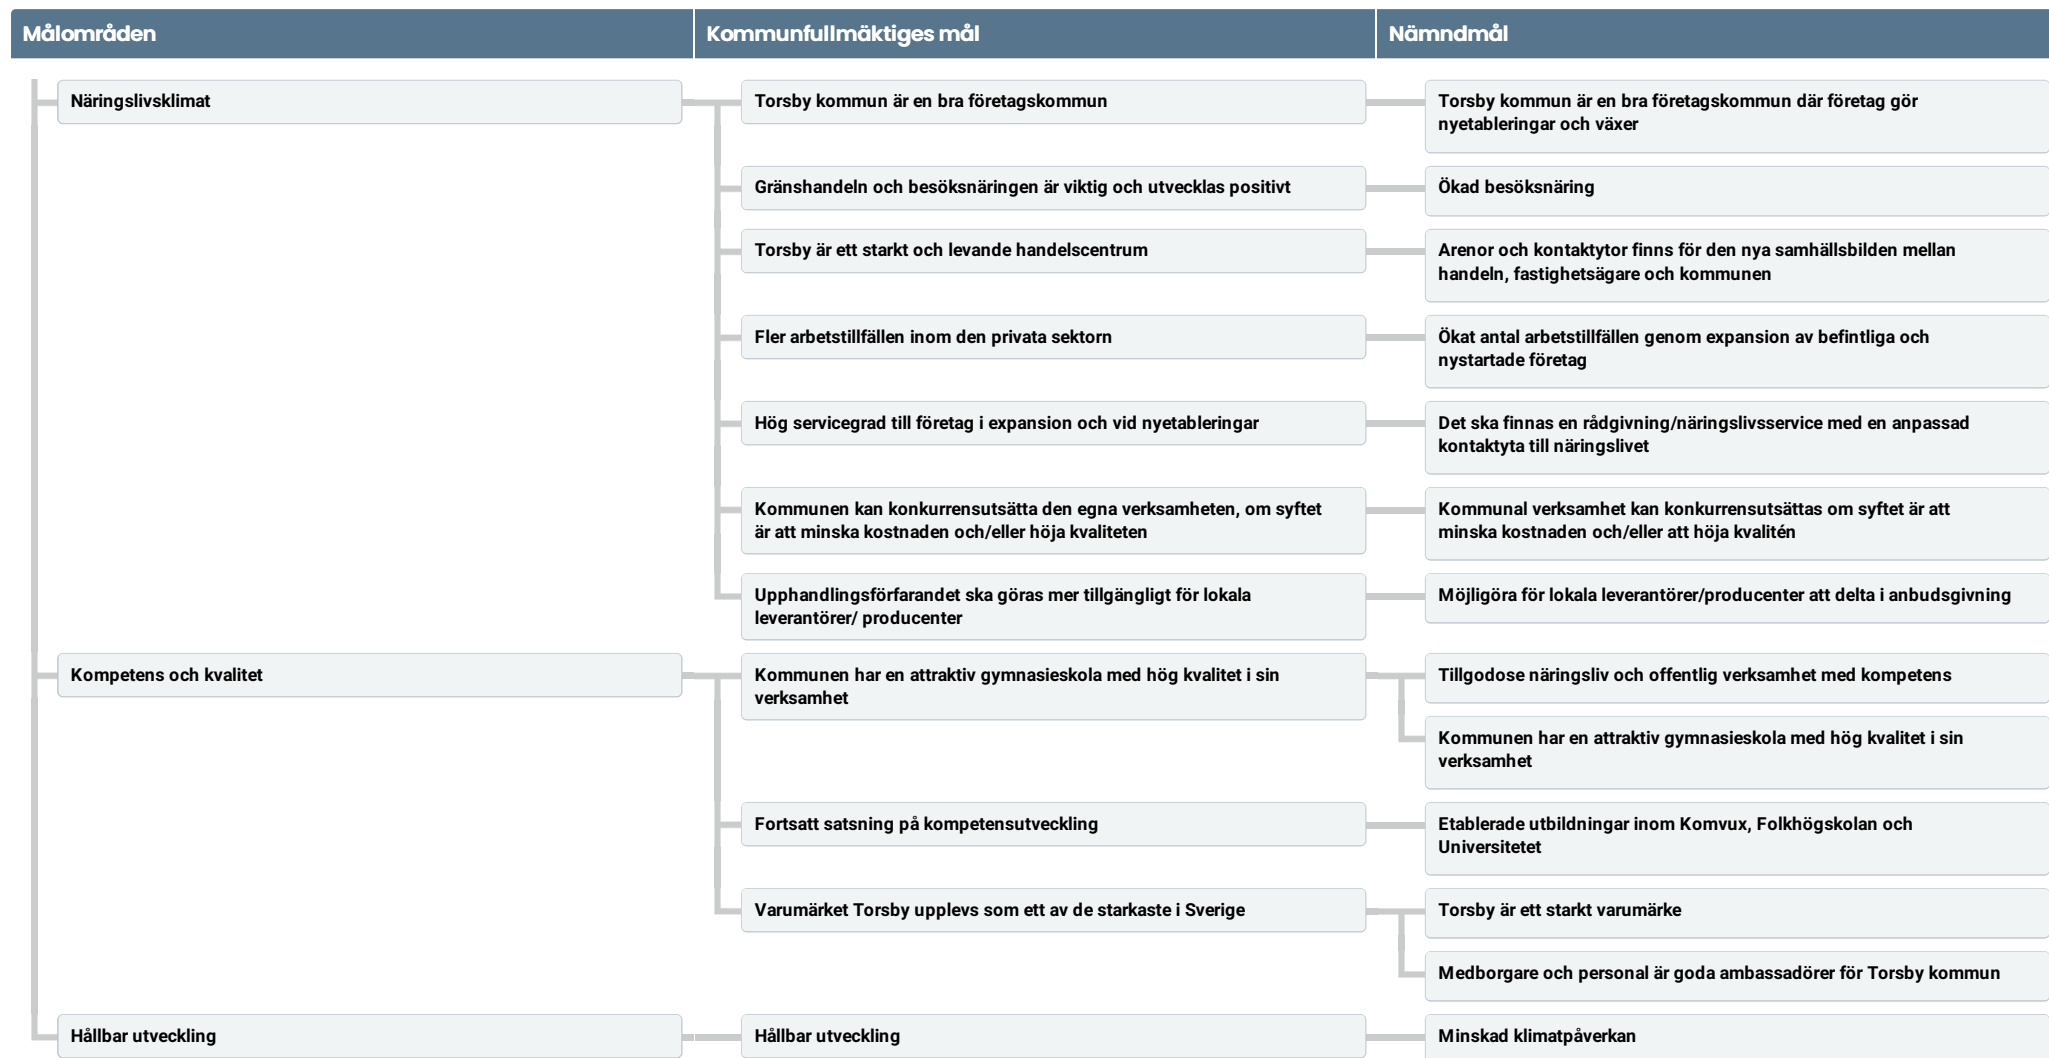 Målområden
Kommunfullmäktiges mål
Nämndmål
Näringslivsklimat
Torsby kommun är en bra företagskommun
Torsby kommun är en bra företagskommun där företag gör
nyetableringar och växer
Gränshandeln och besöksnäringen är viktig och utvecklas positivt
Ökad besöksnäring
Torsby är ett starkt och levande handelscentrum
Arenor och kontaktytor finns för den nya samhällsbilden mellan
handeln, fastighetsägare och kommunen
Fler arbetstillfällen inom den privata sektorn
Ökat antal arbetstillfällen genom expansion av befintliga och
nystartade företag
Hög servicegrad till företag i expansion och vid nyetableringar
Det ska finnas en rådgivning/näringslivsservice med en anpassad
kontaktyta till näringslivet
Kommunen kan konkurrensutsätta den egna verksamheten, om syftet
är att minska kostnaden och/eller höja kvaliteten
Kommunal verksamhet kan konkurrensutsättas om syftet är att
minska kostnaden och/eller att höja kvalitén
Upphandlingsförfarandet ska göras mer tillgängligt för lokala
leverantörer/ producenter
Möjligöra för lokala leverantörer/producenter att delta i anbudsgivning
Kompetens och kvalitet
Kommunen har en attraktiv gymnasieskola med hög kvalitet i sin
verksamhet
Tillgodose näringsliv och offentlig verksamhet med kompetens
Kommunen har en attraktiv gymnasieskola med hög kvalitet i sin
verksamhet
Fortsatt satsning på kompetensutveckling
Etablerade utbildningar inom Komvux, Folkhögskolan och
Universitetet
Varumärket Torsby upplevs som ett av de starkaste i Sverige
Torsby är ett starkt varumärke
Medborgare och personal är goda ambassadörer för Torsby kommun
Hållbar utveckling
Hållbar utveckling
Minskad klimatpåverkan